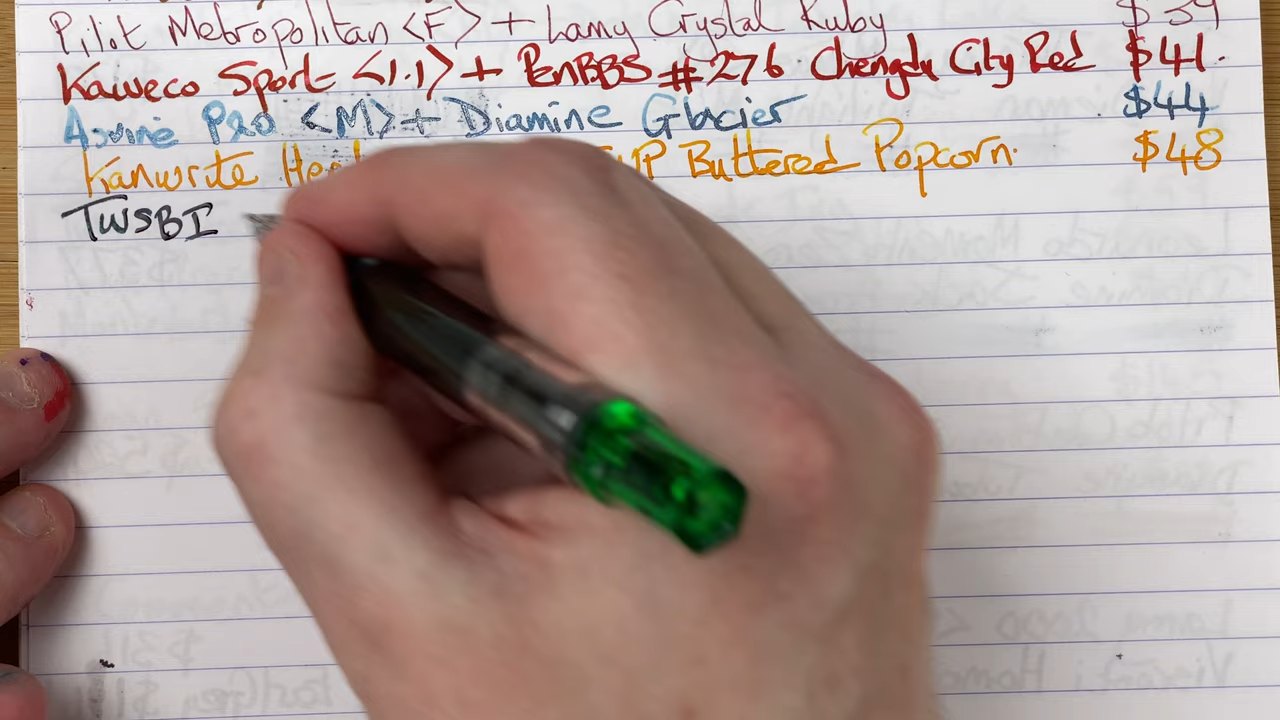 Pilot Metropolitan <F> + Lamy Crystal Ruby $39
Kaweco Sport <1.1> + PenBBS #276 Chengdu City Red $41.
Asvine P20 <M> + Diamine Glacier $44
Kanwrite Buttered Popcorn. $48
TWSBI